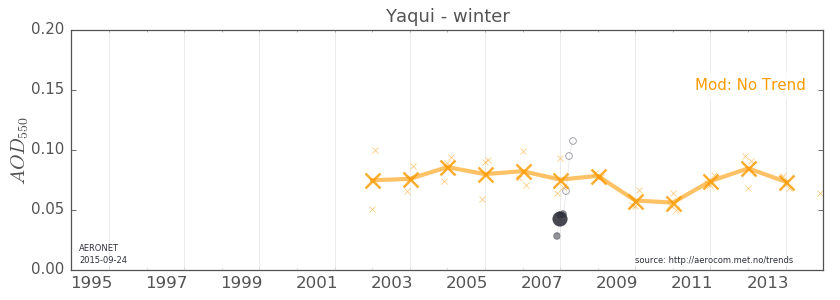 Yaqui - winter
0.20
0.15
Mod: No Trend
0.10
AOD550
0.05
AERONET
2015-09-24
source: http://aerocom.met.no/trends
0.00
1995 1997 1999 2001 2003 2005 2007 2009 2011 2013